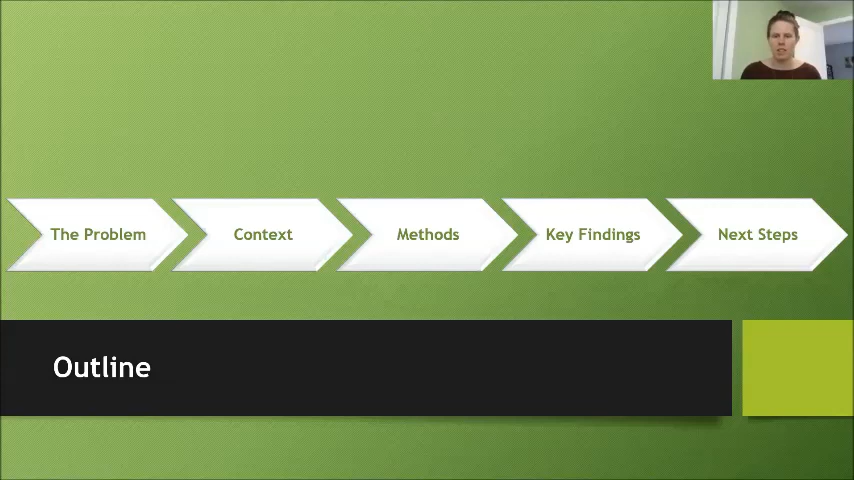 The Problem
Context
Methods
Key Findings
Next Steps
Outline